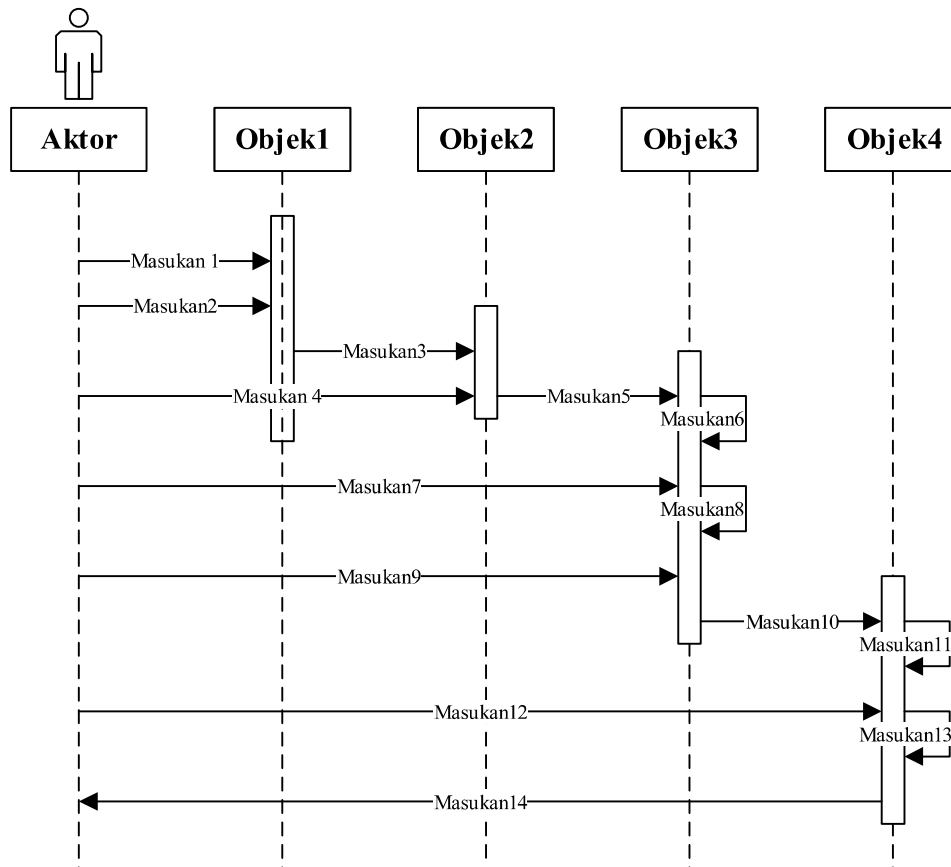 Aktor
Objek1
Objek2
Objek3
Objek4
Masukan 1
Masukan2
Masukan3
Masukan 4
Masukan5
Masukan6
Masukan7
Masukan8
Masukan9
Masukan10
Masukan11
Masukan12
Masukan13
Masukan14